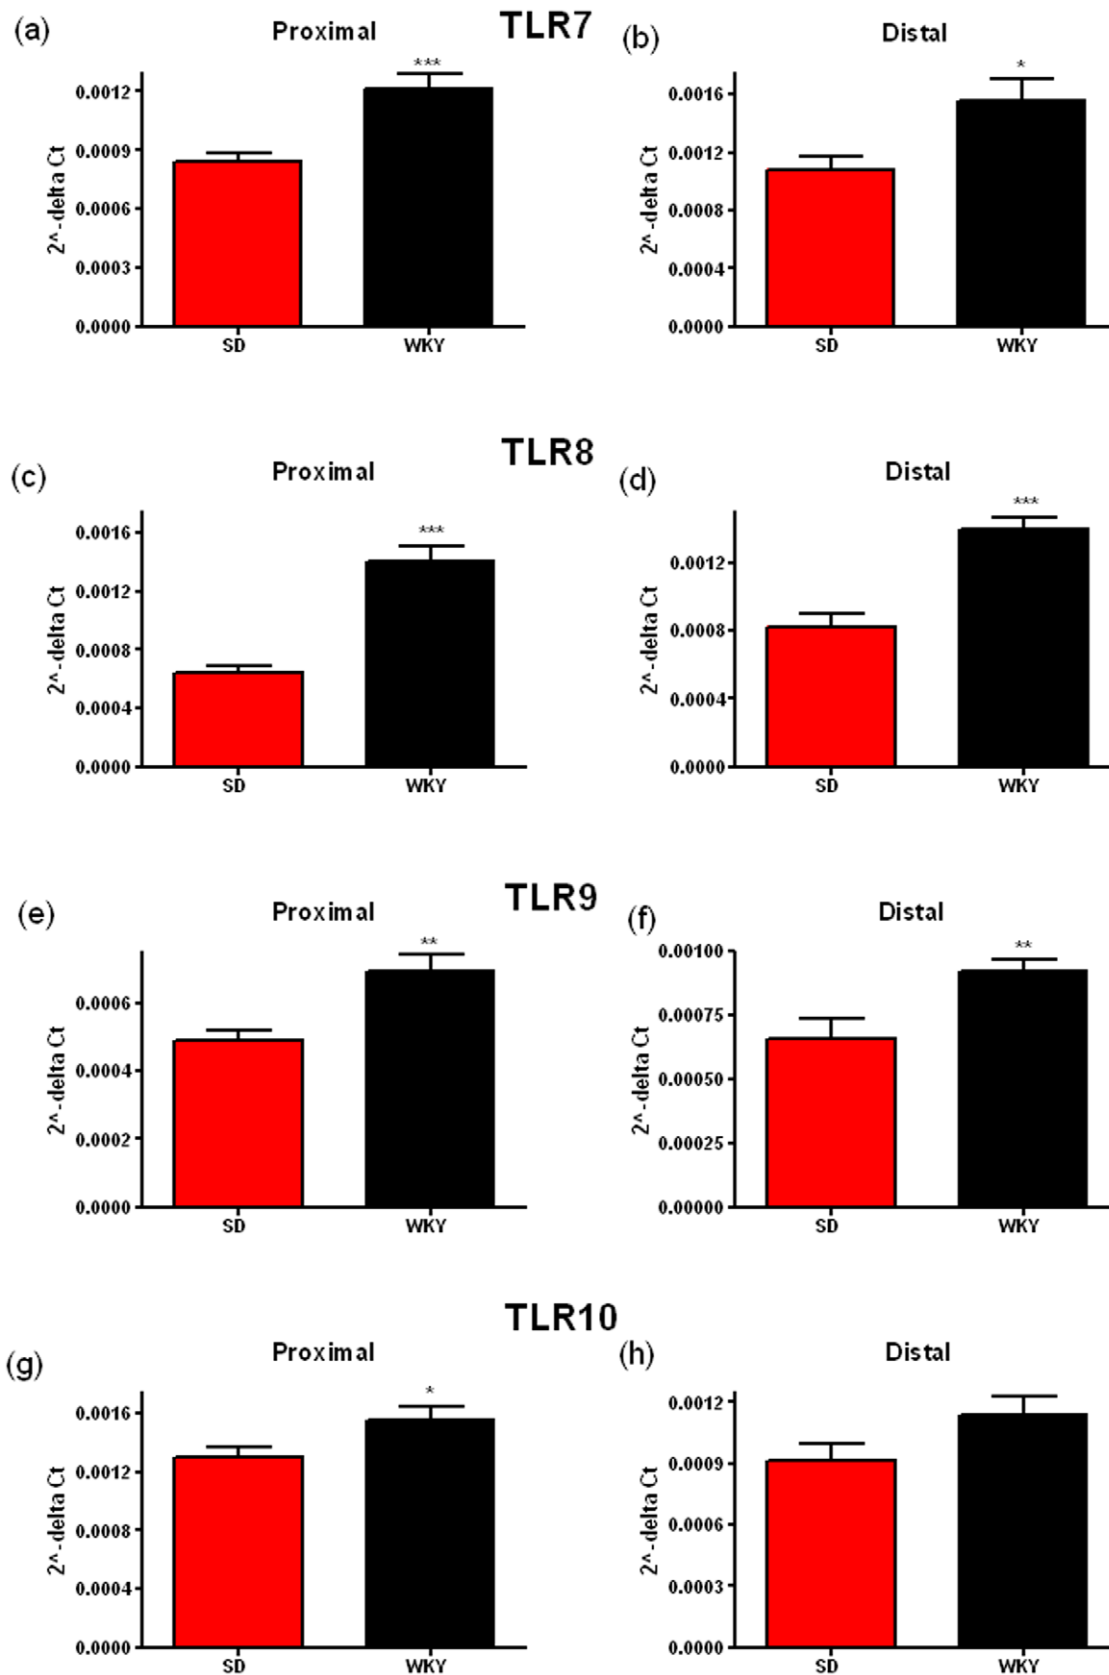 TLR7
(a)
Proximal
***
0.0012
0.0009
0.0006
0.0003
0.0000
2^-delta Ct
SD
WKY
(b)
Distal
*
0.0016
0.0012
0.0008
0.0004
0.0000
2^-delta Ct
SD
WKY
TLR8
(c)
Proximal
***
0.0016
0.0012
0.0008
0.0004
0.0000
2^-delta Ct
SD
WKY
(d)
Distal
***
0.0012
0.0008
0.0004
0.0000
2^-delta Ct
SD
WKY
TLR9
(e)
Proximal
**
0.0006
0.0004
0.0002
0.0000
2^-delta Ct
SD
WKY
(f)
Distal
**
0.00100
0.00075
0.00050
0.00025
0.00000
2^-delta Ct
SD
WKY
TLR10
(g)
Proximal
*
0.0016
0.0012
0.0008
0.0004
0.0000
2^-delta Ct
SD
WKY
(h)
Distal
0.0012
0.0009
0.0006
0.0003
0.0000
2^-delta Ct
SD
WKY